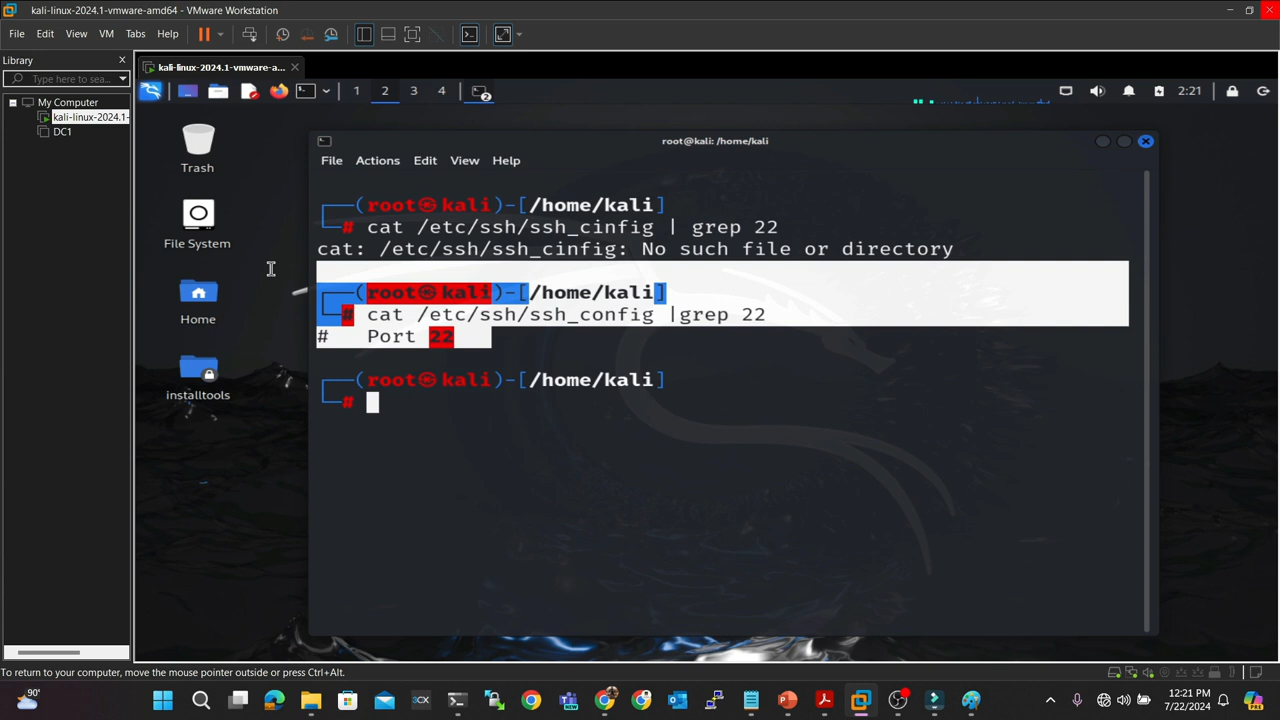 kali-linux-2024.1-vmware-amd64 - VMware Workstation
File Edit View VM Tabs Help
Library
Type here to sea...
My Computer
kali-linux-2024.1-
DC1
kali-linux-2024.1-vmware-a...
1 2 3 4
2
2:21
Trash
File System
Home
installtools
root@kali: /home/kali
File Actions Edit View Help
┌──(root㉿kali)-[/home/kali]
└─# cat /etc/ssh/ssh_cinfig | grep 22
cat: /etc/ssh/ssh_cinfig: No such file or directory
┌──(root㉿kali)-[/home/kali]
└─# cat /etc/ssh/ssh_config |grep 22
#   Port 22
┌──(root㉿kali)-[/home/kali]
└─#
To return to your computer, move the mouse pointer outside or press Ctrl+Alt.
90°
12:21 PM
7/22/2024